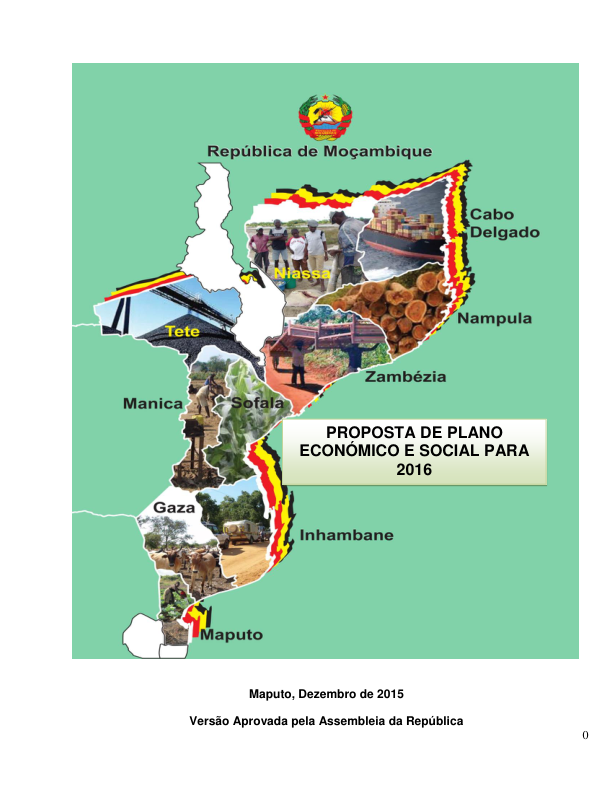 República de Moçambique
Cabo
Delgado
Niassa
Nampula
Tete
Zambézia
Manica
Sofala
PROPOSTA DE PLANO
ECONÓMICO E SOCIAL PARA
2016
Gaza
Inhambane
Maputo
Maputo, Dezembro de 2015
Versão Aprovada pela Assembleia da República
0